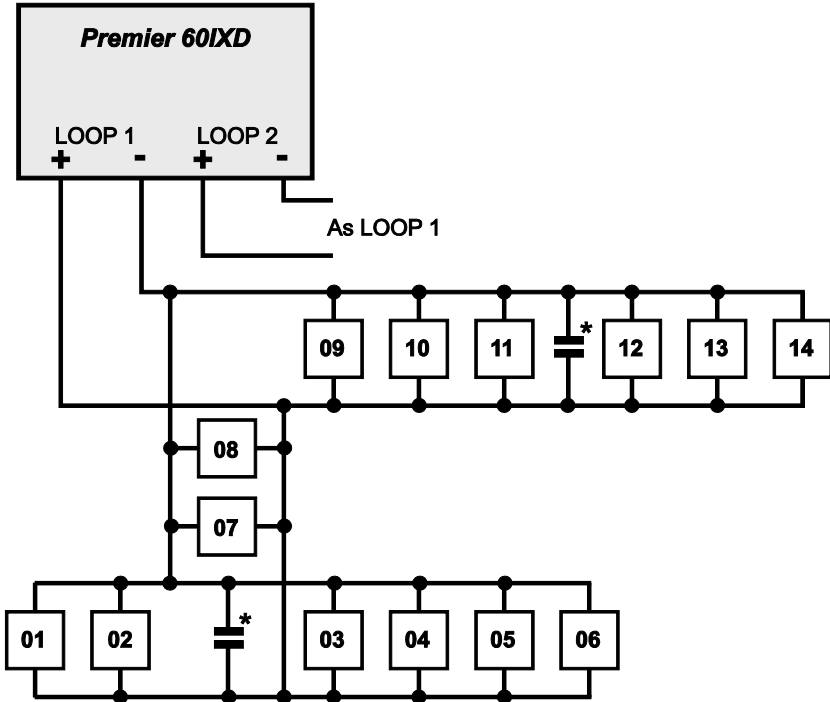 Premier 60IXD
LOOP 1 LOOP 2
+ - + -
As LOOP 1
09 10 11 * 12 13 14
08
07
01 02 * 03 04 05 06